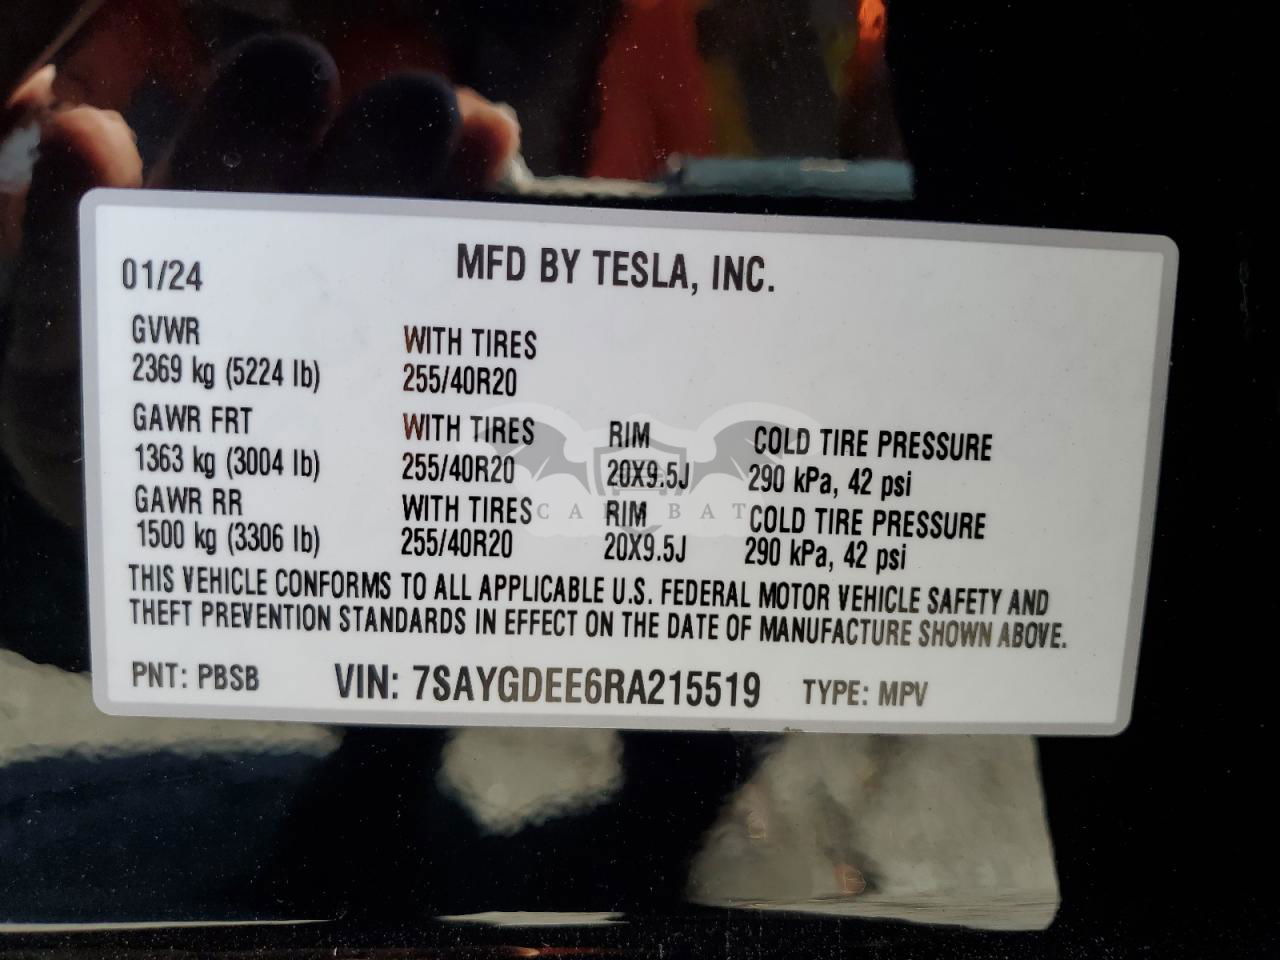 01/24 MFD BY TESLA, INC.
GVWR WITH TIRES
2369 kg (5224 lb) 255/40R20
GAWR FRT WITH TIRES RIM COLD TIRE PRESSURE
1363 kg (3004 lb) 255/40R20 20X9.5J 290 kPa, 42 psi
GAWR RR WITH TIRES RIM COLD TIRE PRESSURE
1500 kg (3306 lb) 255/40R20 20X9.5J 290 kPa, 42 psi
THIS VEHICLE CONFORMS TO ALL APPLICABLE U.S. FEDERAL MOTOR VEHICLE SAFETY AND
THEFT PREVENTION STANDARDS IN EFFECT ON THE DATE OF MANUFACTURE SHOWN ABOVE.
PNT: PBSB VIN: 7SAYGDEE6RA215519 TYPE: MPV